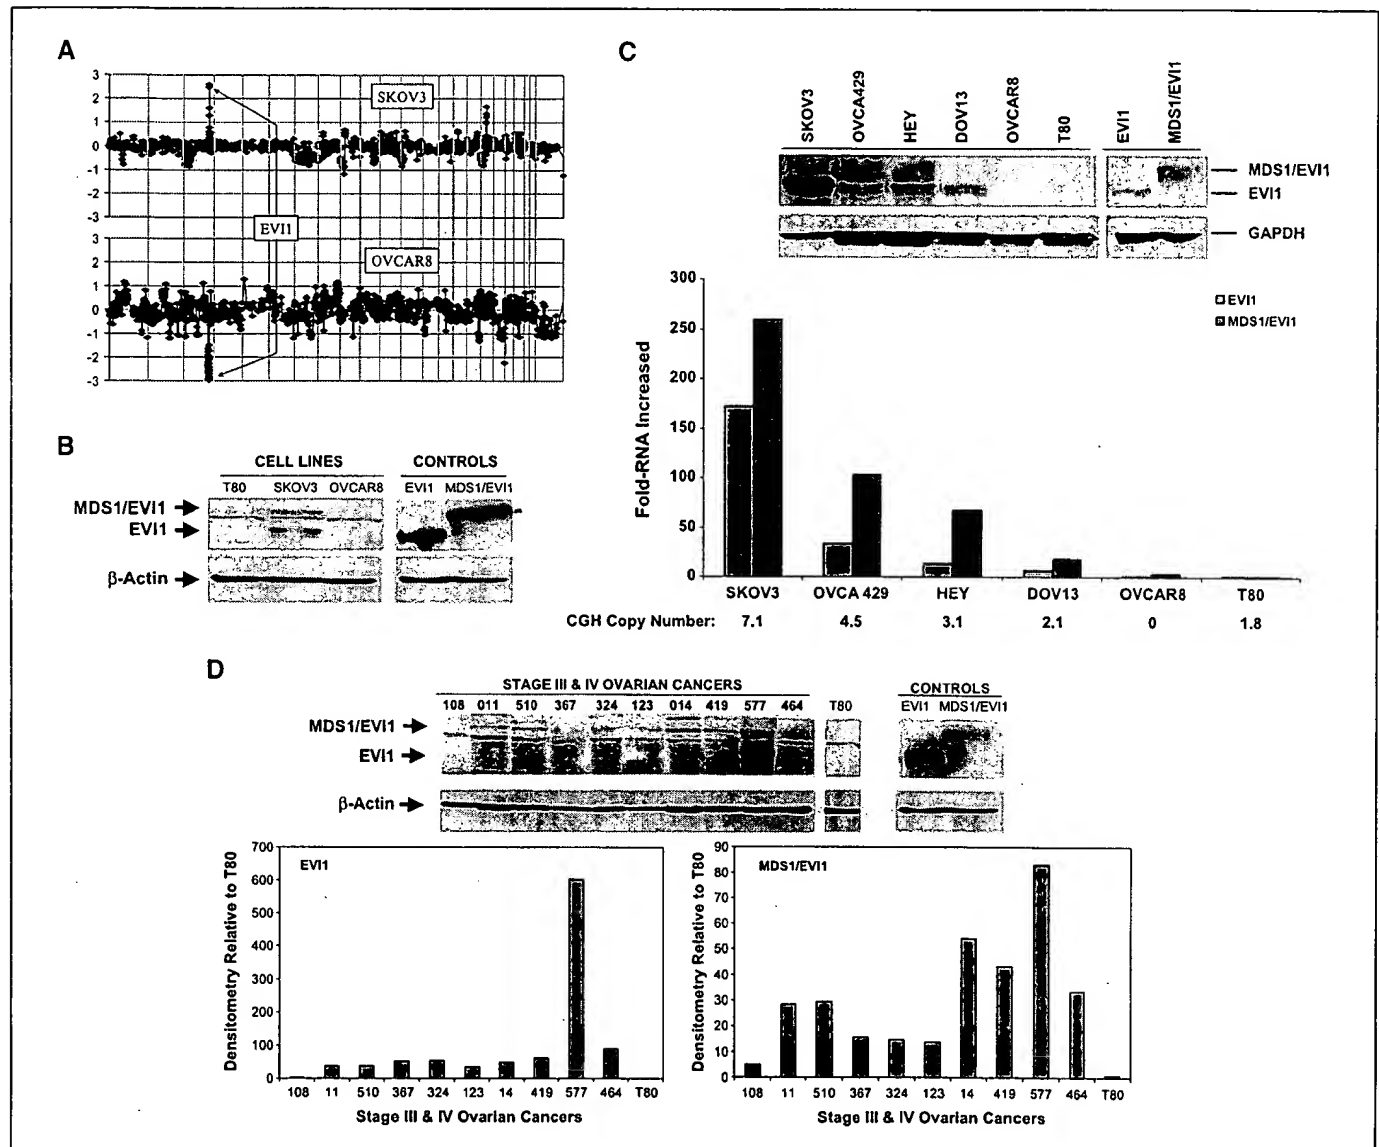 A
3
2
1
0
-1
-2
-3
SKOV3
EVI1
3
2
1
0
-1
-2
-3
OVCAR8
B
CELL LINES CONTROLS
T80 SKOV3 OVCAR8 EVI1 MDS1/EVI1
MDS1/EVI1
EVI1
β-Actin
C
SKOV3
OVCA429
HEY
DOV13
OVCAR8
T80
EVI1
MDS1/EVI1
MDS1/EVI1
EVI1
GAPDH
Fold-RNA Increased
300
250
200
150
100
50
0
EVI1
MDS1/EVI1
SKOV3 OVCA 429 HEY DOV13 OVCAR8 T80
CGH Copy Number: 7.1 4.5 3.1 2.1 0 1.8
D
STAGE III & IV OVARIAN CANCERS CONTROLS
108 011 510 367 324 123 014 419 577 464 T80 EVI1 MDS1/EVI1
MDS1/EVI1
EVI1
β-Actin
Densitometry Relative to T80
700
600
500
400
300
200
100
0
EVI1
108 11 510 367 324 123 14 419 577 464 T80
Stage III & IV Ovarian Cancers
Densitometry Relative to T80
90
80
70
60
50
40
30
20
10
0
MDS1/EVI1
108 11 510 367 324 123 14 419 577 464 T80
Stage III & IV Ovarian Cancers